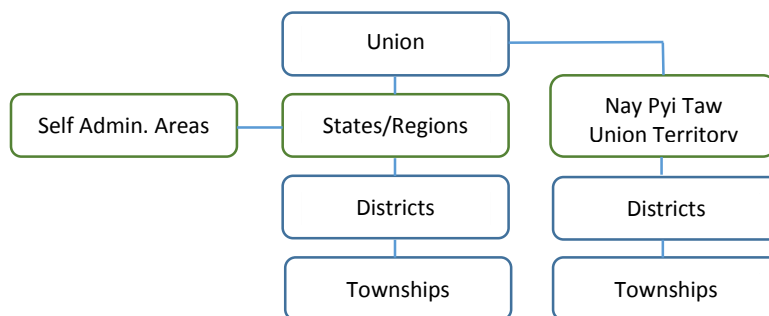 Union
Self Admin. Areas
States/Regions
Nay Pyi Taw
Union Territory
Districts
Districts
Townships
Townships